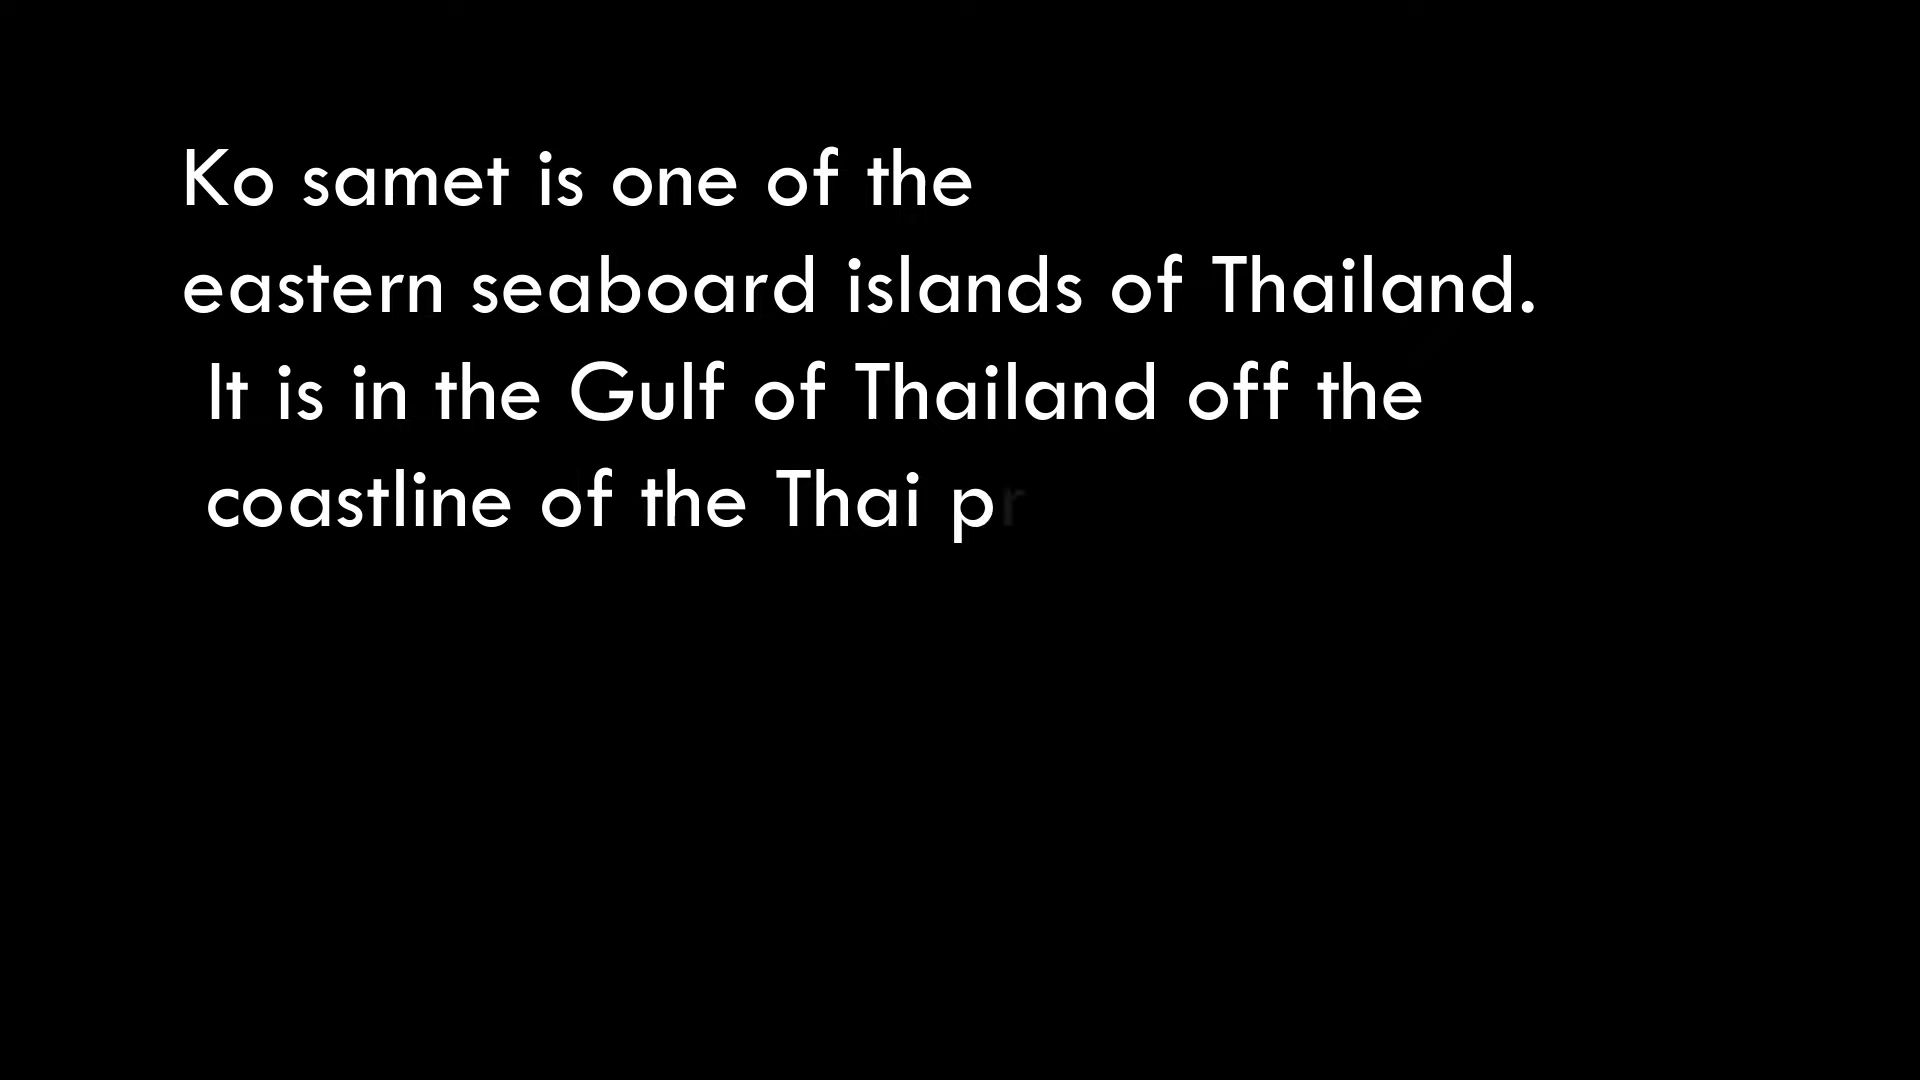 Ko samet is one of the
eastern seaboard islands of Thailand.
It is in the Gulf of Thailand off the
coastline of the Thai pr